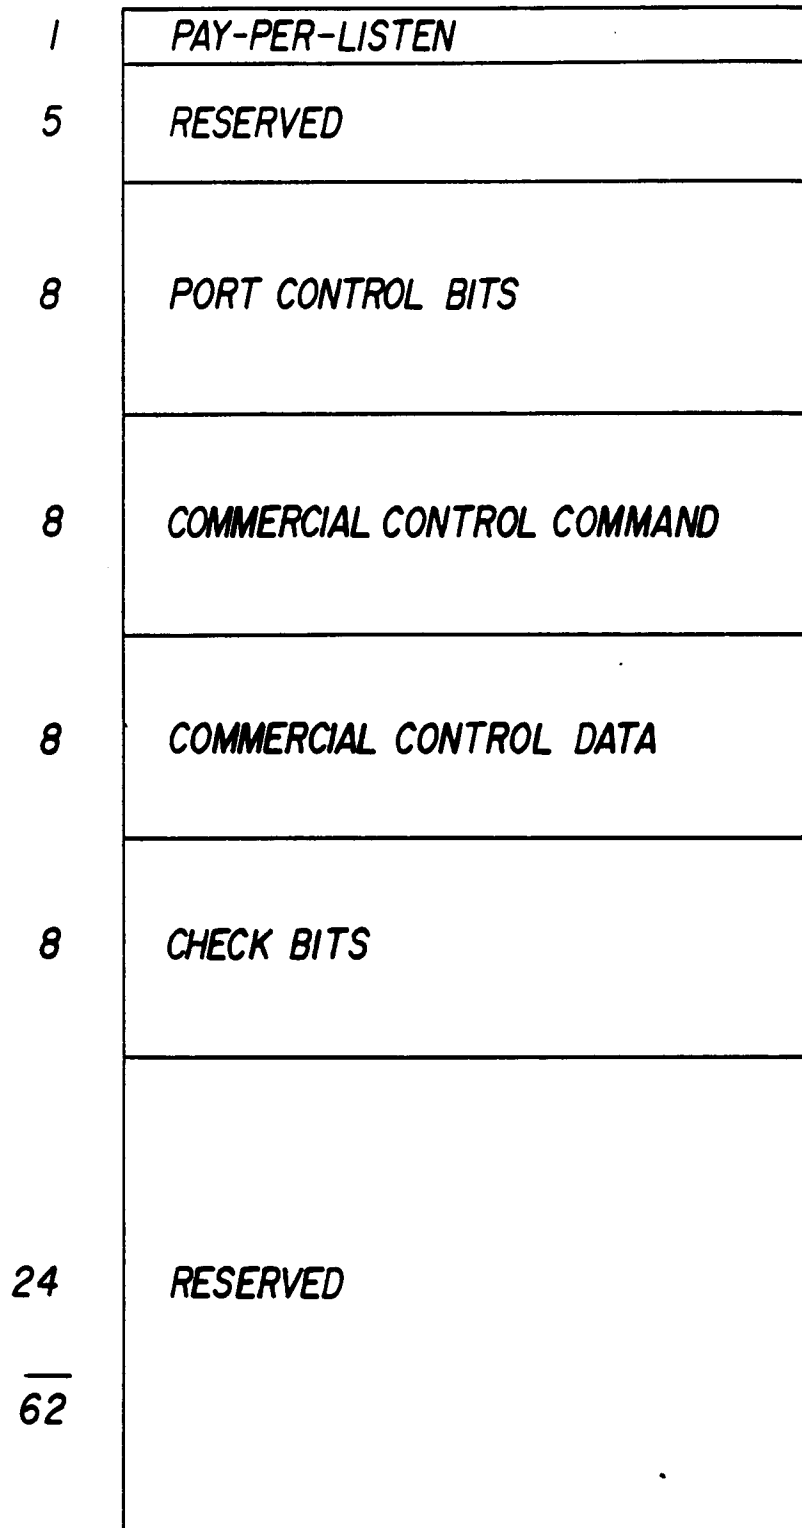 1 PAY-PER-LISTEN
5 RESERVED
8 PORT CONTROL BITS
8 COMMERCIAL CONTROL COMMAND
8 COMMERCIAL CONTROL DATA
8 CHECK BITS
24 RESERVED
62